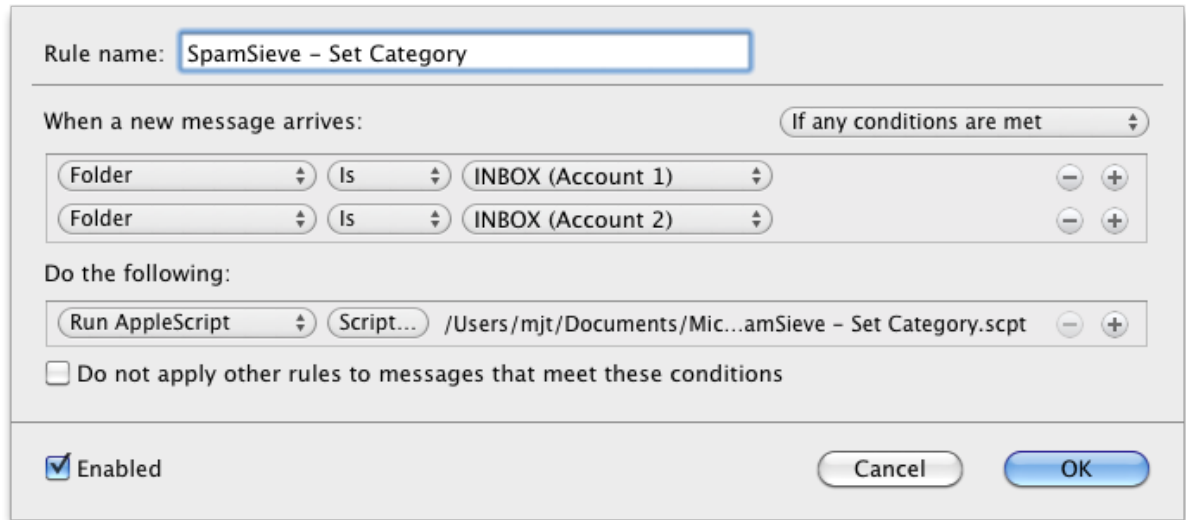 Rule name: SpamSieve – Set Category
When a new message arrives: If any conditions are met
Folder Is INBOX (Account 1)
Folder Is INBOX (Account 2)
Do the following:
Run AppleScript Script... /Users/mjt/Documents/Mic...amSieve – Set Category.scpt
Do not apply other rules to messages that meet these conditions
Enabled Cancel OK